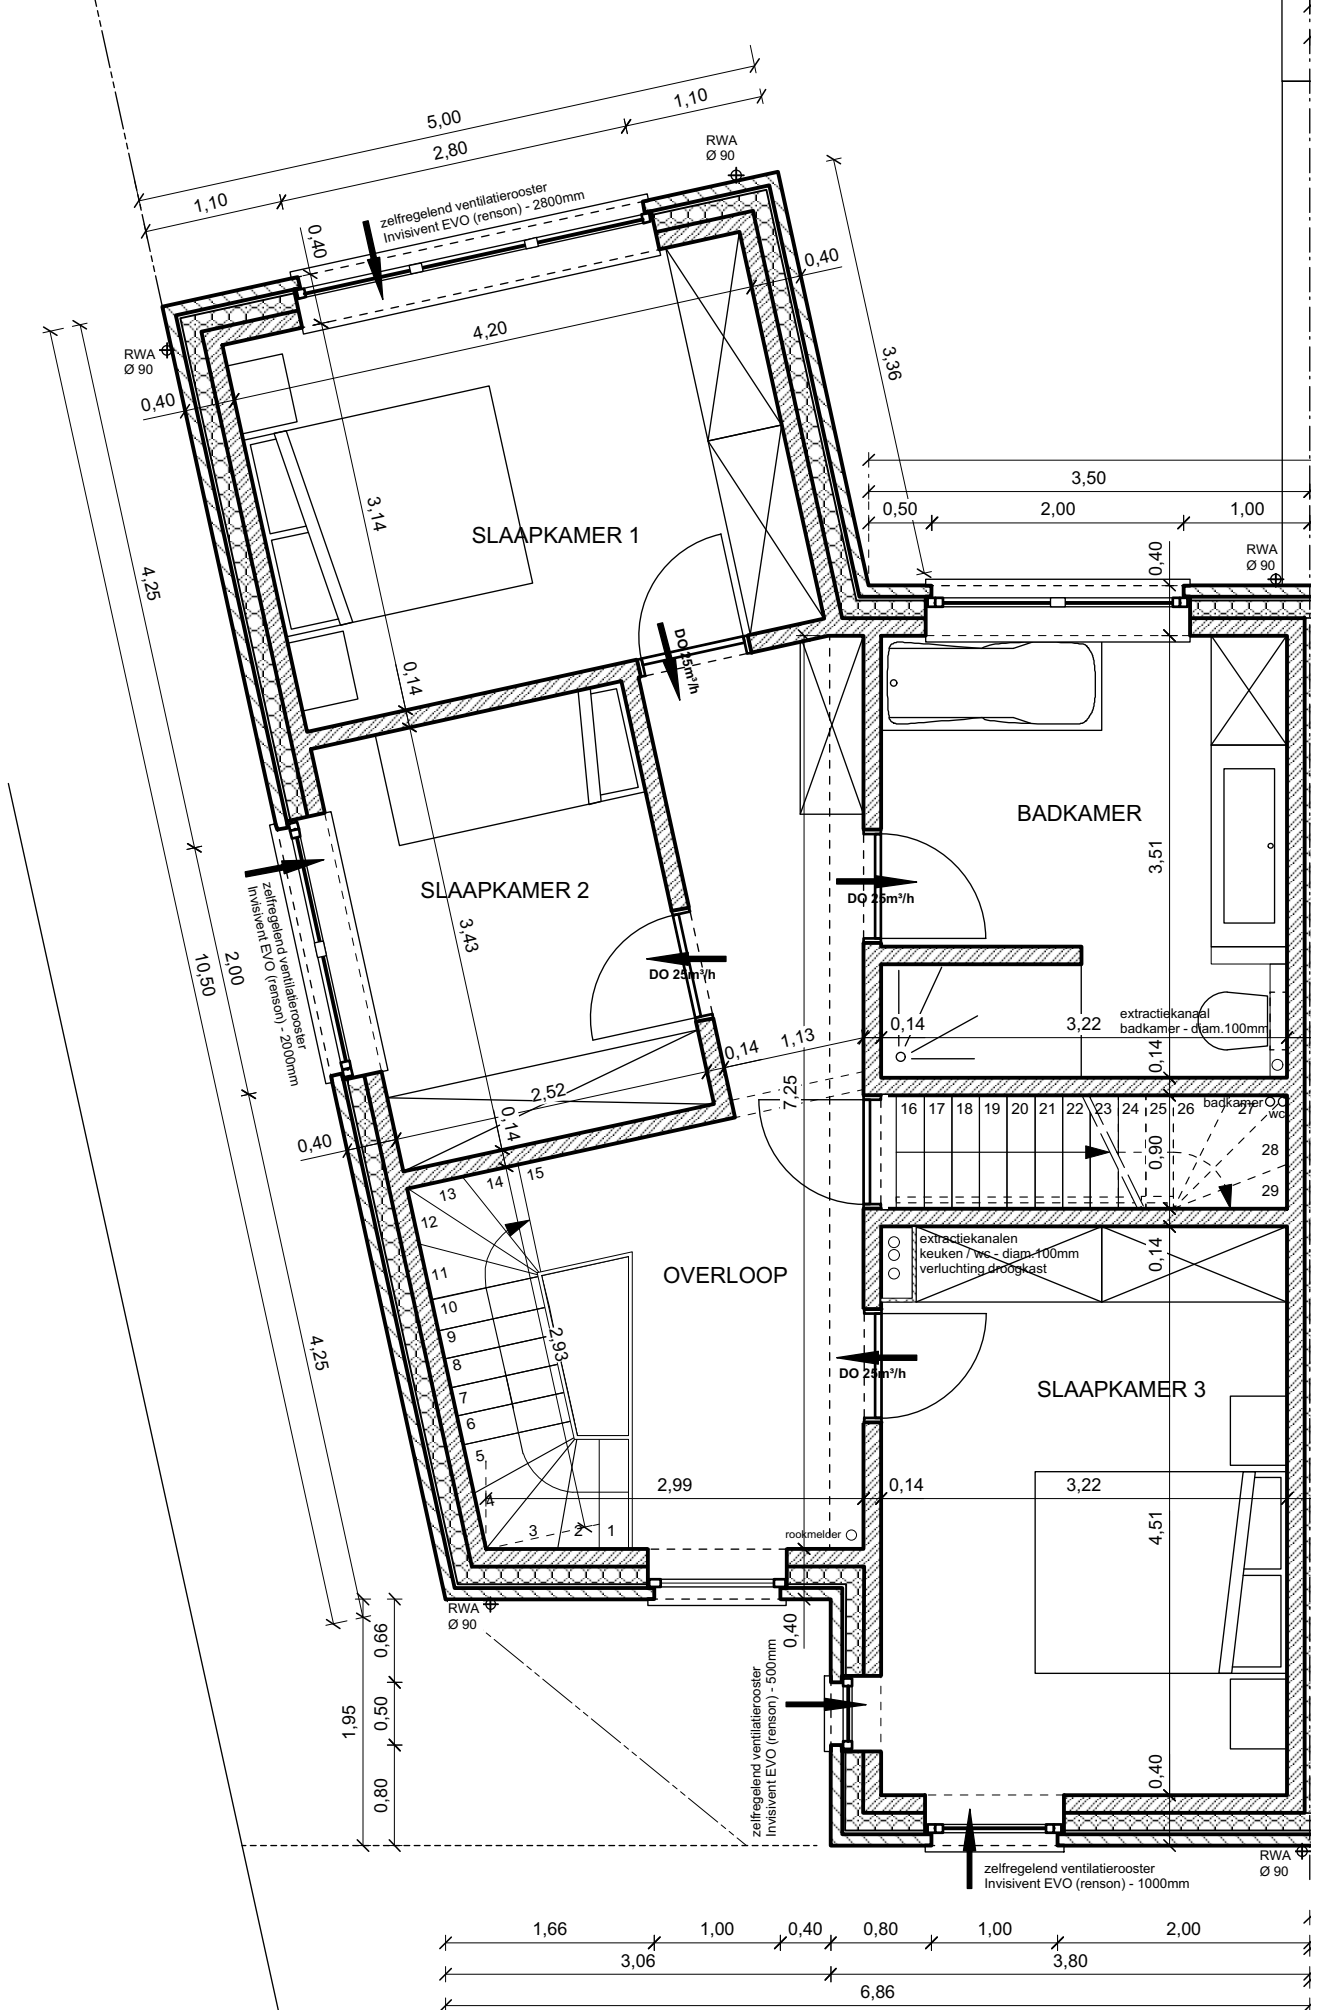 5,00
1,10
2,80
1,10
RWA
Ø 90
zelfregelend ventilatierooster
Invisivent EVO (renson) - 2800mm
0,40
0,40
4,20
RWA
Ø 90
0,40
3,36
3,50
0,50
2,00
1,00
RWA
Ø 90
0,40
3,14
SLAAPKAMER 1
4,25
DO 25m³/h
0,14
BADKAMER
3,51
SLAAPKAMER 2
3,43
DO 25m³/h
DO 25m³/h
zelfregelend ventilatierooster
Invisivent EVO (renson) - 2000mm
10,50
2,00
extractiekanaal
badkamer - diam.100mm
0,14
3,22
0,14
1,13
0,14
7,25
2,52
0,14
0,40
16
17
18
19
20
21
22
23
24
25
26
27
28
29
badkamer
wc
0,90
15
14
13
12
11
10
9
8
7
6
5
4
3
2
1
2,93
OVERLOOP
extractiekanalen
keuken / wc - diam.100mm
verluchting droogkast
0,14
4,25
DO 25m³/h
SLAAPKAMER 3
2,99
0,14
3,22
4,51
rookmelder
RWA
Ø 90
0,40
0,66
0,50
1,95
0,80
zelfregelend ventilatierooster
Invisivent EVO (renson) - 500mm
0,40
zelfregelend ventilatierooster
Invisivent EVO (renson) - 1000mm
RWA
Ø 90
1,66
1,00
0,40
0,80
1,00
2,00
3,06
3,80
6,86